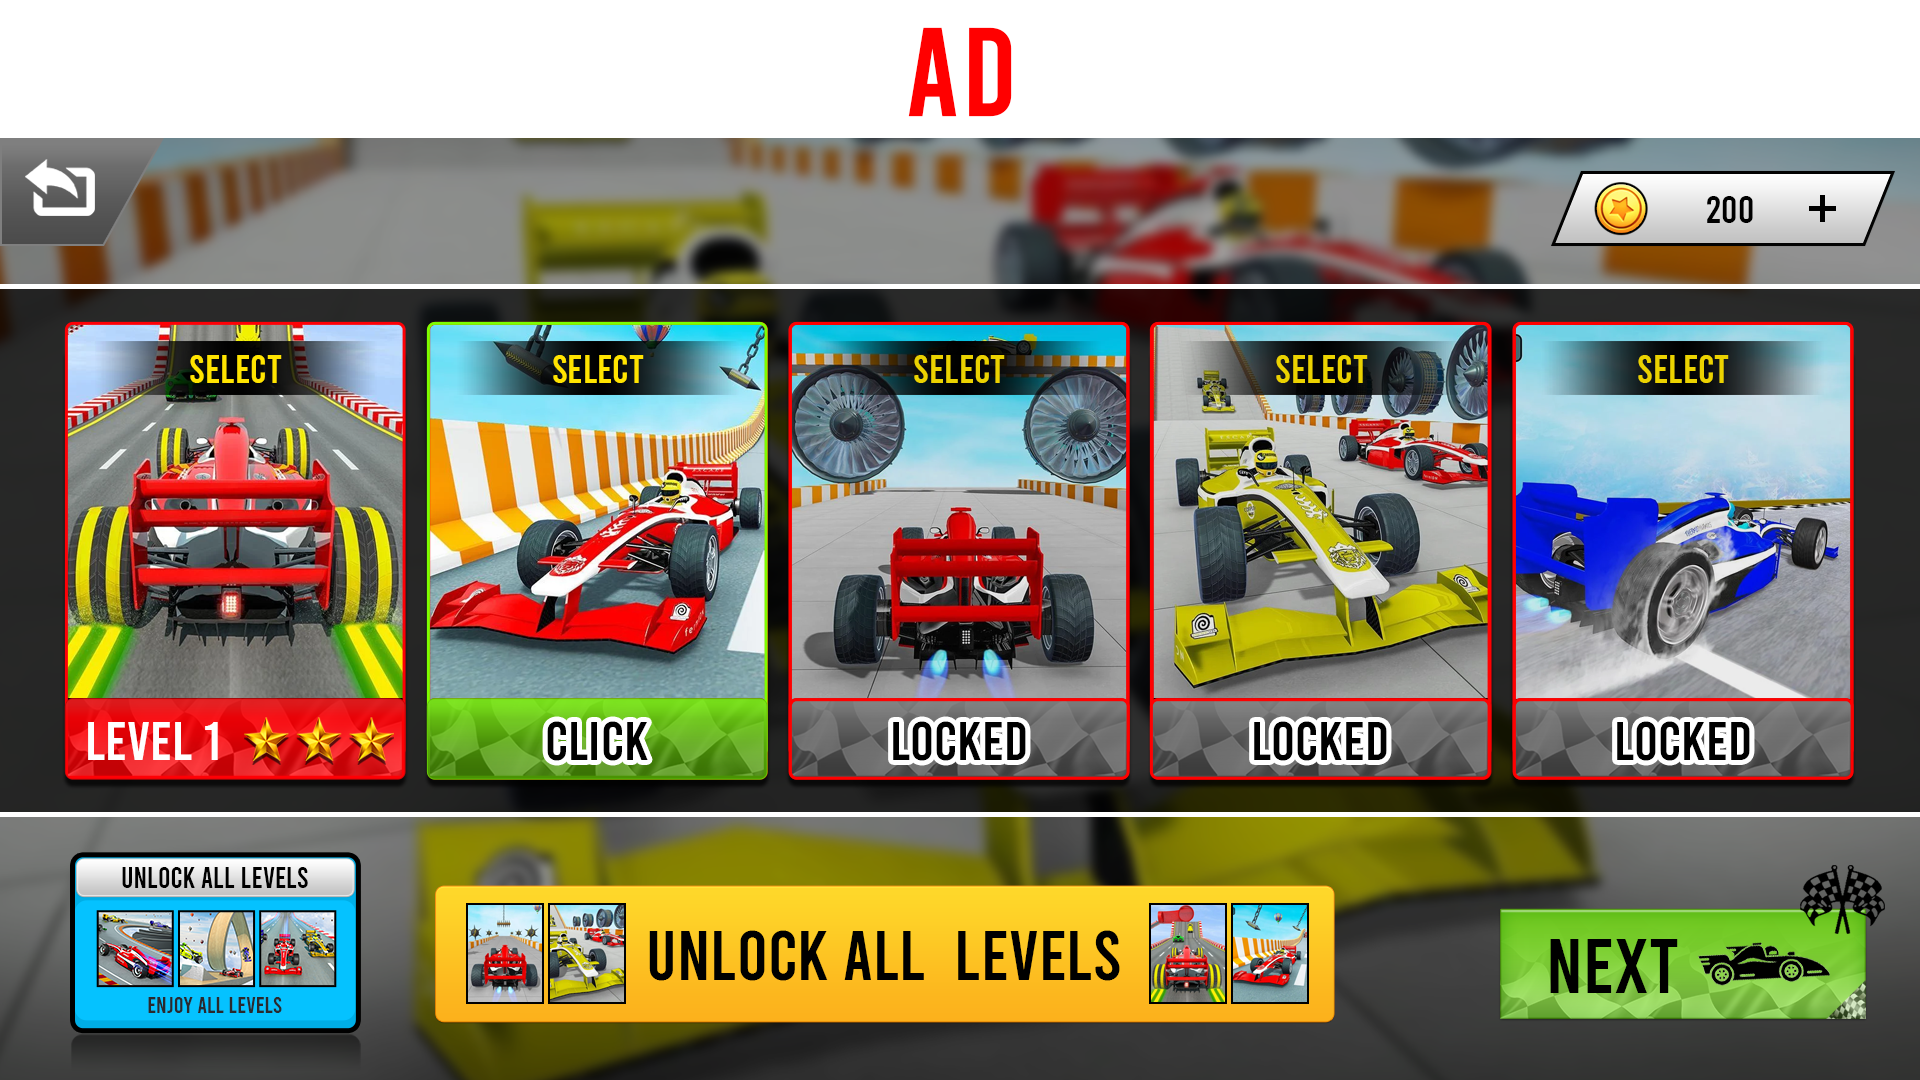 AD
200 +
SELECT
SELECT
SELECT
SELECT
SELECT
LEVEL 1
CLICK
LOCKED
LOCKED
LOCKED
UNLOCK ALL LEVELS
ENJOY ALL LEVELS
UNLOCK ALL LEVELS
NEXT